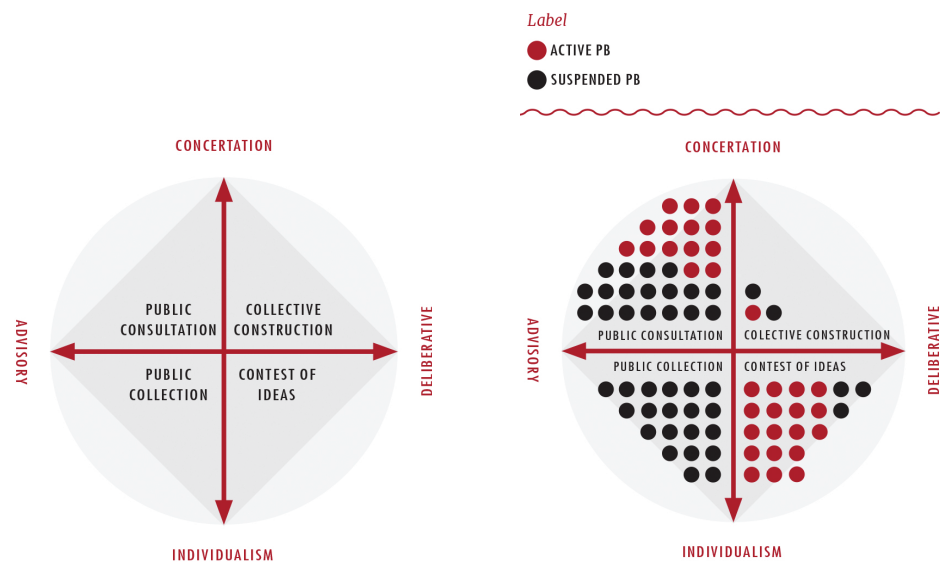 Label
ACTIVE PB
SUSPENDED PB
CONCERTATION
PUBLIC
CONSULTATION
COLLECTIVE
CONSTRUCTION
ADVISORY
DELIBERATIVE
PUBLIC
COLLECTION
CONTEST OF
IDEAS
INDIVIDUALISM
CONCERTATION
ADVISORY
PUBLIC CONSULTATION
COLECTIVE CONSTRUCTION
DELIBERATIVE
PUBLIC COLLECTION
CONTEST OF IDEAS
INDIVIDUALISM